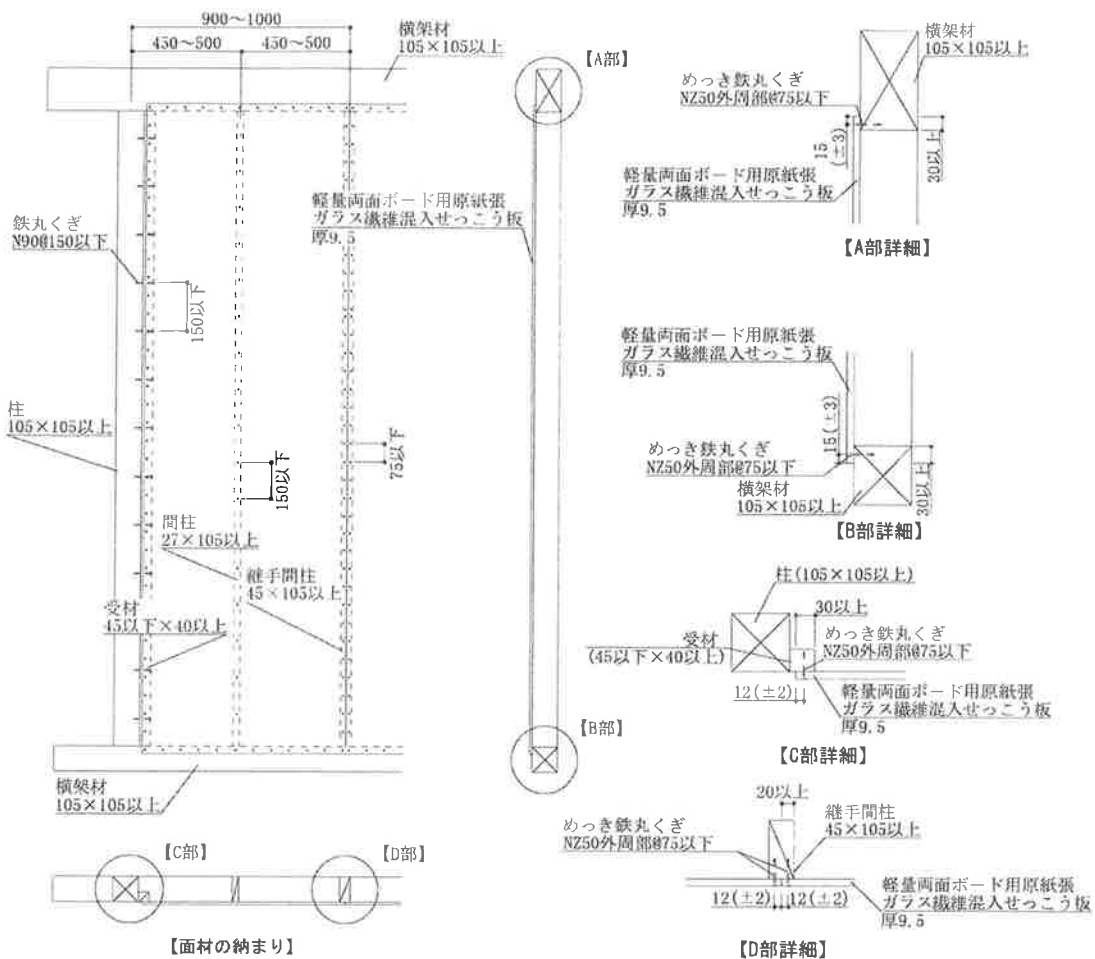 900～1000
450～500
450～500
横架材
105×105以上
鉄丸くぎ
N90@150以下
150以下
柱
105×105以上
150以下
75以下
間柱
27×105以上
継手間柱
45×105以上
受材
45以下×40以上
横架材
105×105以上
【C部】
【D部】
【面材の納まり】
【A部】
軽量両面ボード用原紙張
ガラス繊維混入せっこう板
厚9.5
【B部】
横架材
105×105以上
めっき鉄丸くぎ
NZ50外周部@75以下
15
(±3)
30以上
軽量両面ボード用原紙張
ガラス繊維混入せっこう板
厚9.5
【A部詳細】
軽量両面ボード用原紙張
ガラス繊維混入せっこう板
厚9.5
15(±3)
めっき鉄丸くぎ
NZ50外周部@75以下
横架材
105×105以上
30以上
【B部詳細】
柱(105×105以上)
30以上
受材
(45以下×40以上)
めっき鉄丸くぎ
NZ50外周部@75以下
12(±2)
軽量両面ボード用原紙張
ガラス繊維混入せっこう板
厚9.5
【C部詳細】
20以上
めっき鉄丸くぎ
NZ50外周部@75以下
継手間柱
45×105以上
12(±2)
12(±2)
軽量両面ボード用原紙張
ガラス繊維混入せっこう板
厚9.5
【D部詳細】